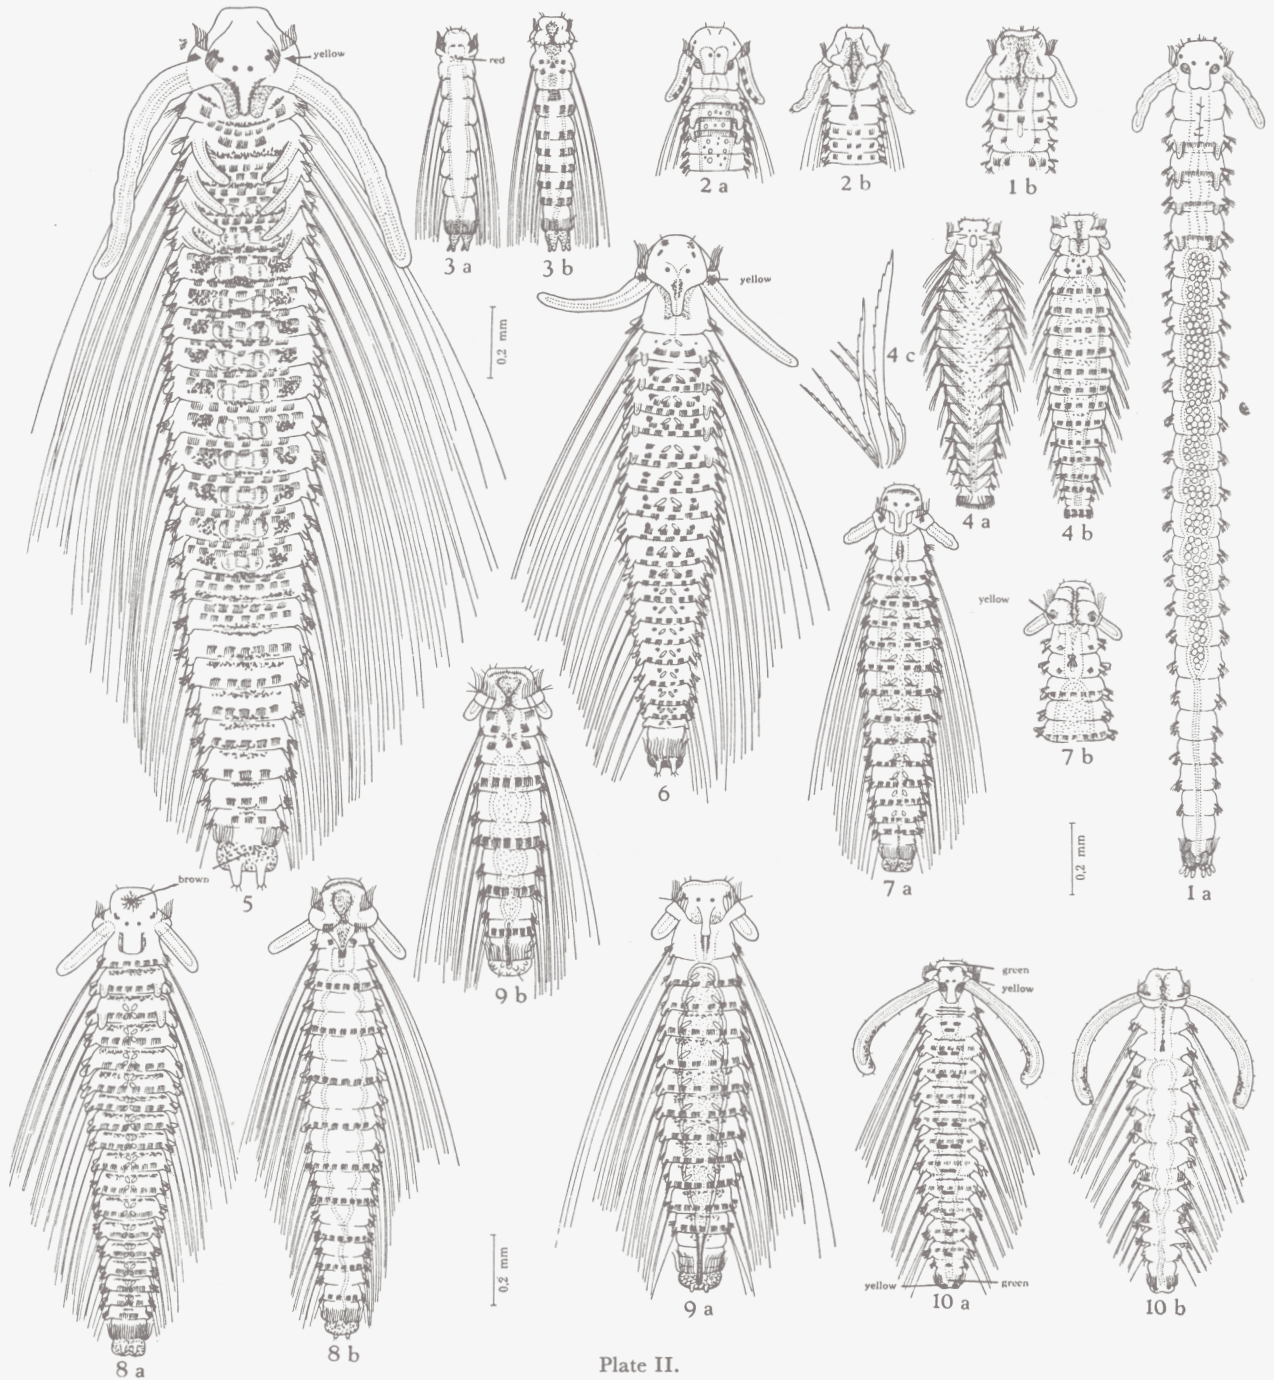 yellow
red
3 a
3 b
2 a
2 b
1 b
yellow
0,2 mm
4 c
4 a
4 b
yellow
7 b
6
0,2 mm
7 a
1 a
5
brown
9 b
green
yellow
0,2 mm
yellow
green
9 a
10 a
10 b
8 a
8 b
Plate II.